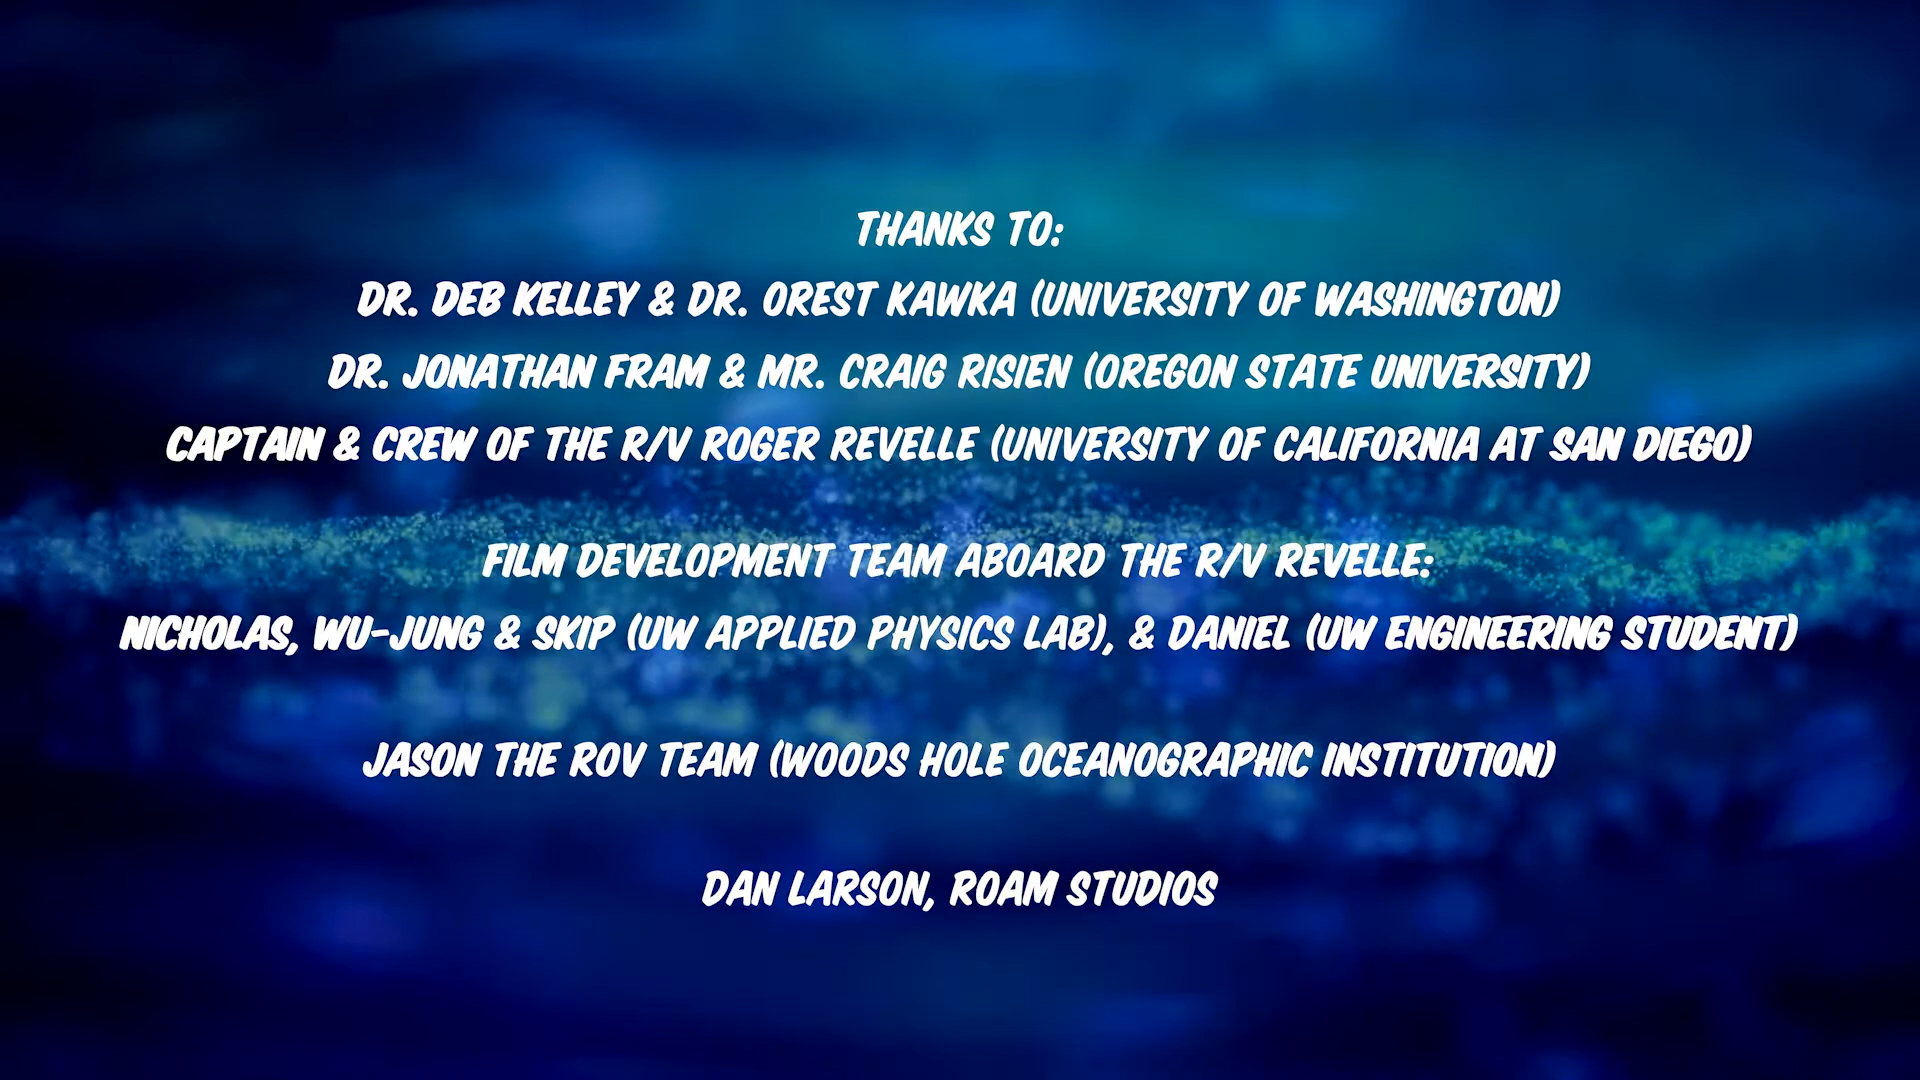 THANKS TO:
DR. DEB KELLEY & DR. OREST KAWKA (UNIVERSITY OF WASHINGTON)
DR. JONATHAN FRAM & MR. CRAIG RISIEN (OREGON STATE UNIVERSITY)
CAPTAIN & CREW OF THE R/V ROGER REVELLE (UNIVERSITY OF CALIFORNIA AT SAN DIEGO)
FILM DEVELOPMENT TEAM ABOARD THE R/V REVELLE:
NICHOLAS, WU-JUNG & SKIP (UW APPLIED PHYSICS LAB), & DANIEL (UW ENGINEERING STUDENT)
JASON THE ROV TEAM (WOODS HOLE OCEANOGRAPHIC INSTITUTION)
DAN LARSON, ROAM STUDIOS